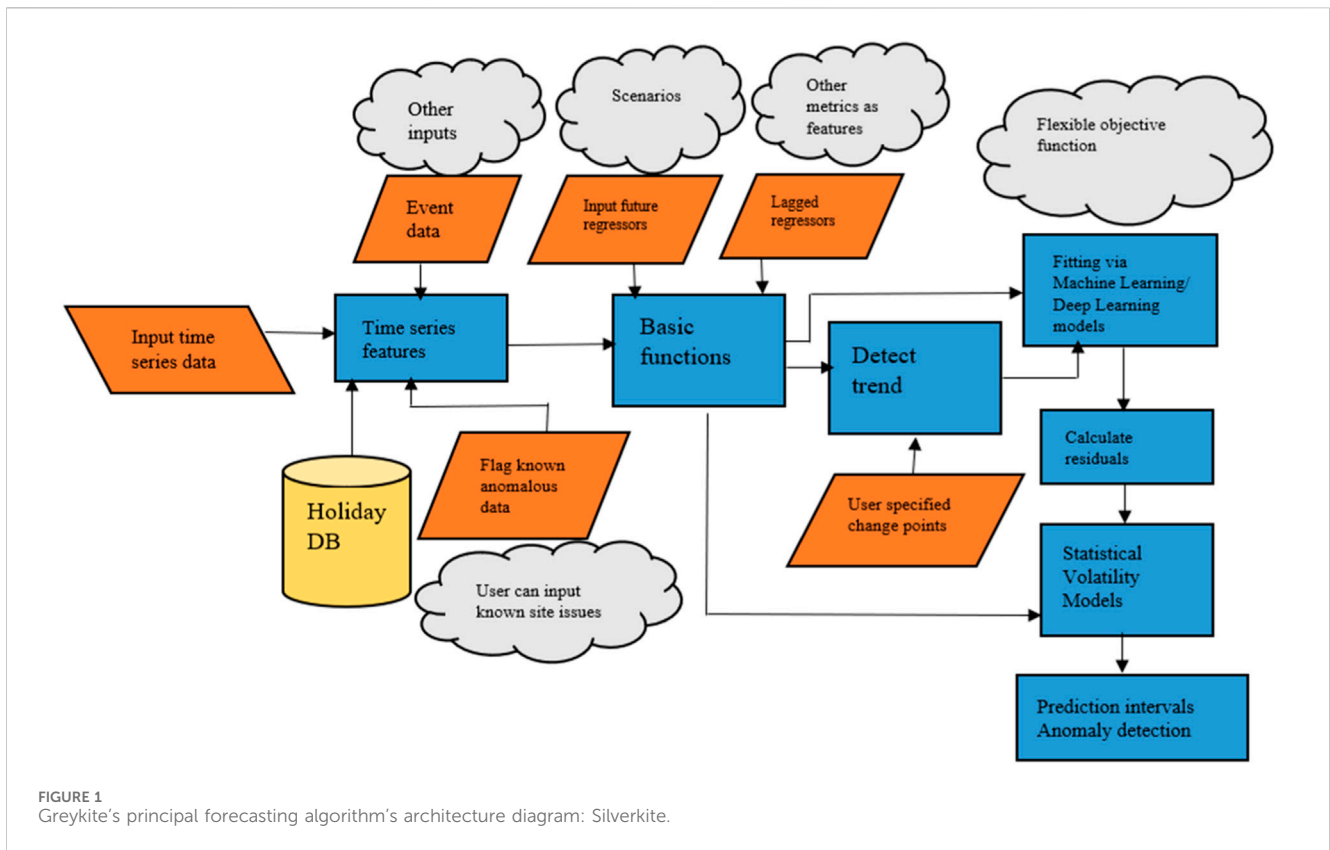 Other
inputs
Scenarios
Other
metrics as
features
Flexible objective
function
Event
data
Input future
regressors
Lagged
regressors
Fitting via
Machine Learning/
Deep Learning
models
Input time
series data
Time series
features
Basic
functions
Detect
trend
Calculate
residuals
Holiday
DB
Flag known
anomalous
data
User specified
change points
Statistical
Volatility
Models
User can input
known site issues
Prediction intervals
Anomaly detection
FIGURE 1
Greykite's principal forecasting algorithm's architecture diagram: Silverkite.